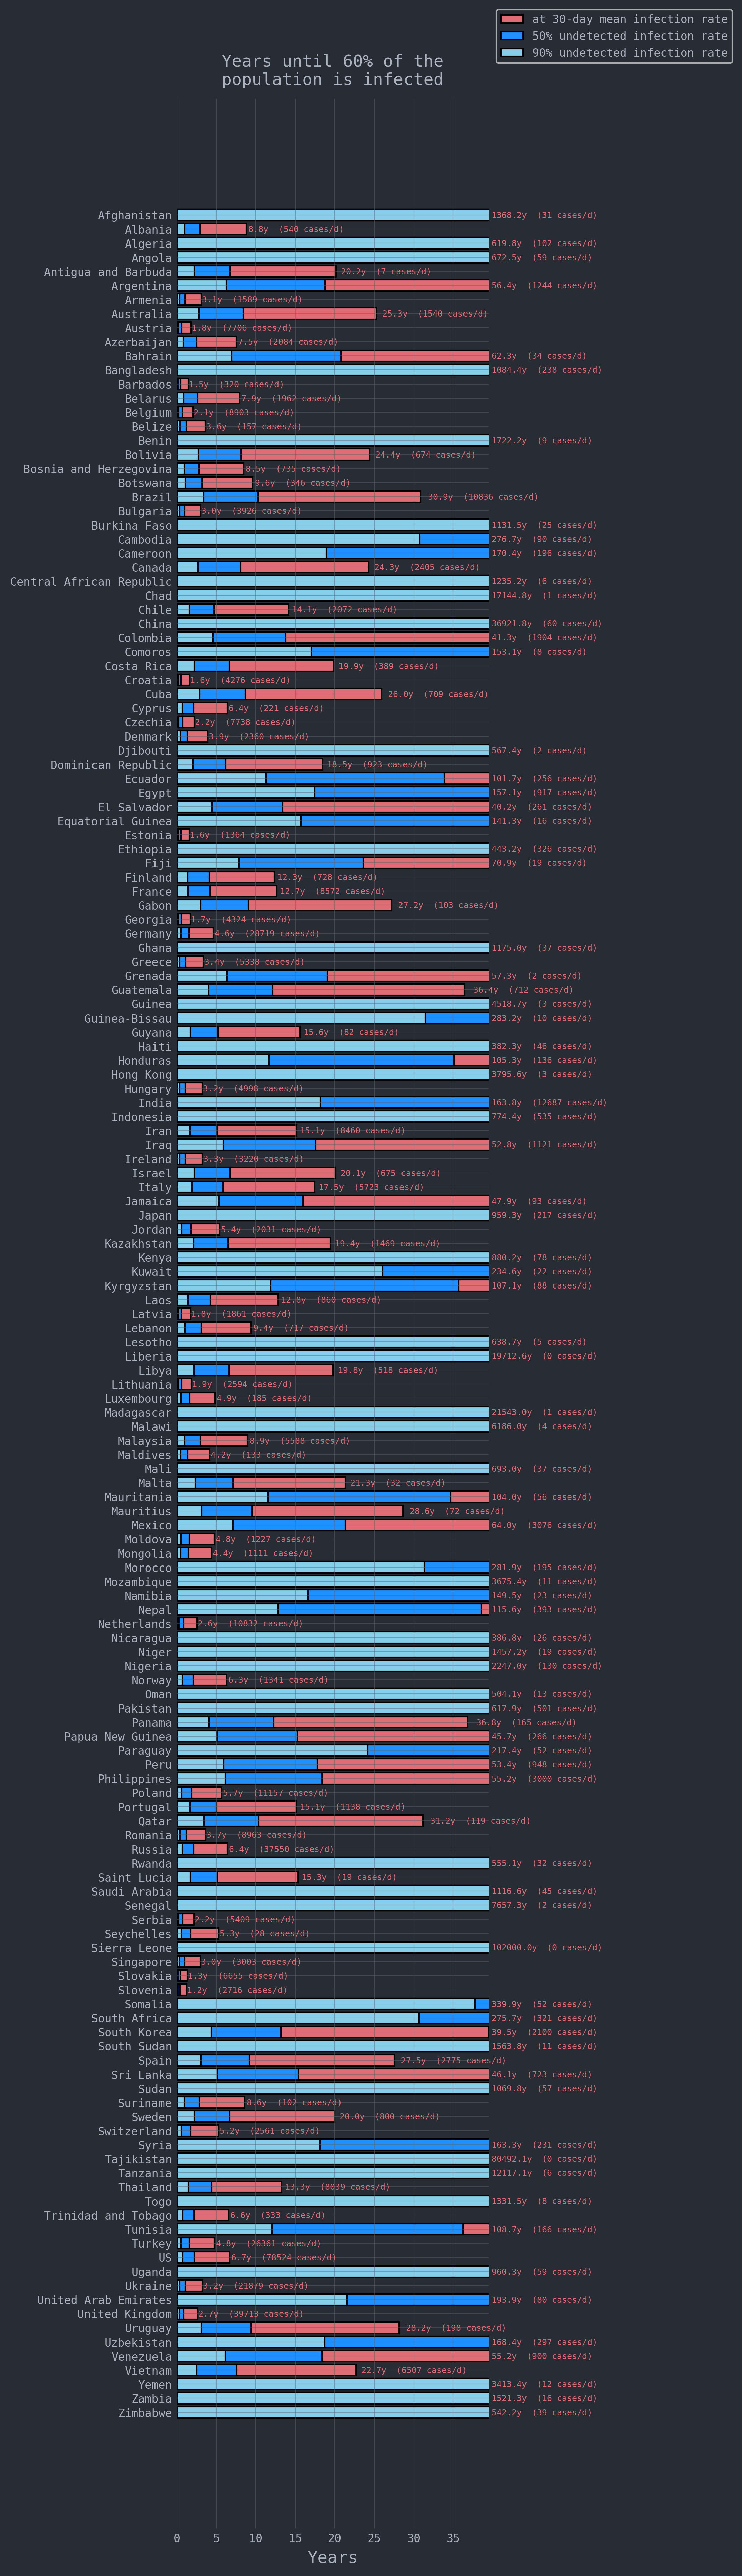 at 30-day mean infection rate
50% undetected infection rate
90% undetected infection rate
Years until 60% of the
population is infected
Afghanistan 1368.2y (31 cases/d)
Albania 8.8y (540 cases/d)
Algeria 619.8y (102 cases/d)
Angola 672.5y (59 cases/d)
Antigua and Barbuda 20.2y (7 cases/d)
Argentina 56.4y (1244 cases/d)
Armenia 3.1y (1589 cases/d)
Australia 25.3y (1540 cases/d)
Austria 1.8y (7706 cases/d)
Azerbaijan 7.5y (2084 cases/d)
Bahrain 62.3y (34 cases/d)
Bangladesh 1084.4y (238 cases/d)
Barbados 1.5y (320 cases/d)
Belarus 7.9y (1962 cases/d)
Belgium 2.1y (8903 cases/d)
Belize 3.6y (157 cases/d)
Benin 1722.2y (9 cases/d)
Bolivia 24.4y (674 cases/d)
Bosnia and Herzegovina 8.5y (735 cases/d)
Botswana 9.6y (346 cases/d)
Brazil 30.9y (10836 cases/d)
Bulgaria 3.0y (3926 cases/d)
Burkina Faso 1131.5y (25 cases/d)
Cambodia 276.7y (90 cases/d)
Cameroon 170.4y (196 cases/d)
Canada 24.3y (2405 cases/d)
Central African Republic 1235.2y (6 cases/d)
Chad 17144.8y (1 cases/d)
Chile 14.1y (2072 cases/d)
China 36921.8y (60 cases/d)
Colombia 41.3y (1904 cases/d)
Comoros 153.1y (8 cases/d)
Costa Rica 19.9y (389 cases/d)
Croatia 1.6y (4276 cases/d)
Cuba 26.0y (709 cases/d)
Cyprus 6.4y (221 cases/d)
Czechia 2.2y (7738 cases/d)
Denmark 3.9y (2360 cases/d)
Djibouti 567.4y (2 cases/d)
Dominican Republic 18.5y (923 cases/d)
Ecuador 101.7y (256 cases/d)
Egypt 157.1y (917 cases/d)
El Salvador 40.2y (261 cases/d)
Equatorial Guinea 141.3y (16 cases/d)
Estonia 1.6y (1364 cases/d)
Ethiopia 443.2y (326 cases/d)
Fiji 70.9y (19 cases/d)
Finland 12.3y (728 cases/d)
France 12.7y (8572 cases/d)
Gabon 27.2y (103 cases/d)
Georgia 1.7y (4324 cases/d)
Germany 4.6y (28719 cases/d)
Ghana 1175.0y (37 cases/d)
Greece 3.4y (5338 cases/d)
Grenada 57.3y (2 cases/d)
Guatemala 36.4y (712 cases/d)
Guinea 4518.7y (3 cases/d)
Guinea-Bissau 283.2y (10 cases/d)
Guyana 15.6y (82 cases/d)
Haiti 382.3y (46 cases/d)
Honduras 105.3y (136 cases/d)
Hong Kong 3795.6y (3 cases/d)
Hungary 3.2y (4998 cases/d)
India 163.8y (12687 cases/d)
Indonesia 774.4y (535 cases/d)
Iran 15.1y (8460 cases/d)
Iraq 52.8y (1121 cases/d)
Ireland 3.3y (3220 cases/d)
Israel 20.1y (675 cases/d)
Italy 17.5y (5723 cases/d)
Jamaica 47.9y (93 cases/d)
Japan 959.3y (217 cases/d)
Jordan 5.4y (2031 cases/d)
Kazakhstan 19.4y (1469 cases/d)
Kenya 880.2y (78 cases/d)
Kuwait 234.6y (22 cases/d)
Kyrgyzstan 107.1y (88 cases/d)
Laos 12.8y (860 cases/d)
Latvia 1.8y (1861 cases/d)
Lebanon 9.4y (717 cases/d)
Lesotho 638.7y (5 cases/d)
Liberia 19712.6y (0 cases/d)
Libya 19.8y (518 cases/d)
Lithuania 1.9y (2594 cases/d)
Luxembourg 4.9y (185 cases/d)
Madagascar 21543.0y (1 cases/d)
Malawi 6186.0y (4 cases/d)
Malaysia 8.9y (5588 cases/d)
Maldives 4.2y (133 cases/d)
Mali 693.0y (37 cases/d)
Malta 21.3y (32 cases/d)
Mauritania 104.0y (56 cases/d)
Mauritius 28.6y (72 cases/d)
Mexico 64.0y (3076 cases/d)
Moldova 4.8y (1227 cases/d)
Mongolia 4.4y (1111 cases/d)
Morocco 281.9y (195 cases/d)
Mozambique 3675.4y (11 cases/d)
Namibia 149.5y (23 cases/d)
Nepal 115.6y (393 cases/d)
Netherlands 2.6y (10832 cases/d)
Nicaragua 386.8y (26 cases/d)
Niger 1457.2y (19 cases/d)
Nigeria 2247.0y (130 cases/d)
Norway 6.3y (1341 cases/d)
Oman 504.1y (13 cases/d)
Pakistan 617.9y (501 cases/d)
Panama 36.8y (165 cases/d)
Papua New Guinea 45.7y (266 cases/d)
Paraguay 217.4y (52 cases/d)
Peru 53.4y (948 cases/d)
Philippines 55.2y (3000 cases/d)
Poland 5.7y (11157 cases/d)
Portugal 15.1y (1138 cases/d)
Qatar 31.2y (119 cases/d)
Romania 3.7y (8963 cases/d)
Russia 6.4y (37550 cases/d)
Rwanda 555.1y (32 cases/d)
Saint Lucia 15.3y (19 cases/d)
Saudi Arabia 1116.6y (45 cases/d)
Senegal 7657.3y (2 cases/d)
Serbia 2.2y (5409 cases/d)
Seychelles 5.3y (28 cases/d)
Sierra Leone 102000.0y (0 cases/d)
Singapore 3.0y (3003 cases/d)
Slovakia 1.3y (6655 cases/d)
Slovenia 1.2y (2716 cases/d)
Somalia 339.9y (52 cases/d)
South Africa 275.7y (321 cases/d)
South Korea 39.5y (2100 cases/d)
South Sudan 1563.8y (11 cases/d)
Spain 27.5y (2775 cases/d)
Sri Lanka 46.1y (723 cases/d)
Sudan 1069.8y (57 cases/d)
Suriname 8.6y (102 cases/d)
Sweden 20.0y (800 cases/d)
Switzerland 5.2y (2561 cases/d)
Syria 163.3y (231 cases/d)
Tajikistan 80492.1y (0 cases/d)
Tanzania 12117.1y (6 cases/d)
Thailand 13.3y (8039 cases/d)
Togo 1331.5y (8 cases/d)
Trinidad and Tobago 6.6y (333 cases/d)
Tunisia 108.7y (166 cases/d)
Turkey 4.8y (26361 cases/d)
US 6.7y (78524 cases/d)
Uganda 960.3y (59 cases/d)
Ukraine 3.2y (21879 cases/d)
United Arab Emirates 193.9y (80 cases/d)
United Kingdom 2.7y (39713 cases/d)
Uruguay 28.2y (198 cases/d)
Uzbekistan 168.4y (297 cases/d)
Venezuela 55.2y (900 cases/d)
Vietnam 22.7y (6507 cases/d)
Yemen 3413.4y (12 cases/d)
Zambia 1521.3y (16 cases/d)
Zimbabwe 542.2y (39 cases/d)
0 5 10 15 20 25 30 35
Years